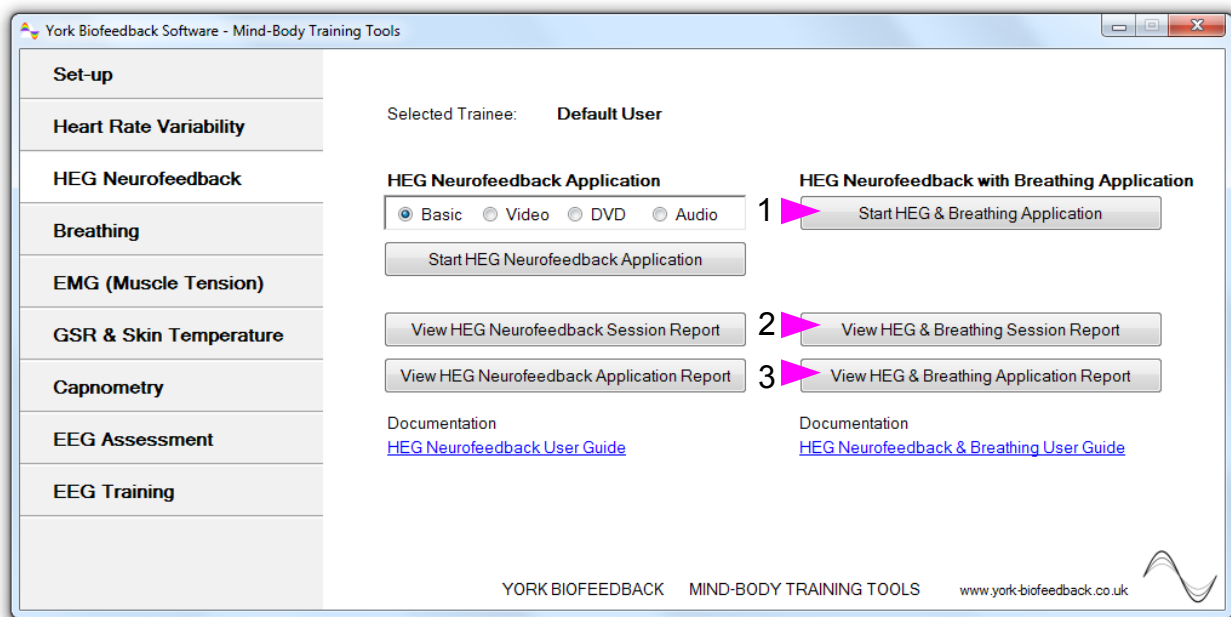 York Biofeedback Software - Mind-Body Training Tools
Set-up
Heart Rate Variability
HEG Neurofeedback
Breathing
EMG (Muscle Tension)
GSR & Skin Temperature
Capnometry
EEG Assessment
EEG Training
Selected Trainee: Default User
HEG Neurofeedback Application
Basic Video DVD Audio
Start HEG Neurofeedback Application
View HEG Neurofeedback Session Report
View HEG Neurofeedback Application Report
Documentation
HEG Neurofeedback User Guide
HEG Neurofeedback with Breathing Application
1 Start HEG & Breathing Application
2 View HEG & Breathing Session Report
3 View HEG & Breathing Application Report
Documentation
HEG Neurofeedback & Breathing User Guide
YORK BIOFEEDBACK MIND-BODY TRAINING TOOLS www.york-biofeedback.co.uk